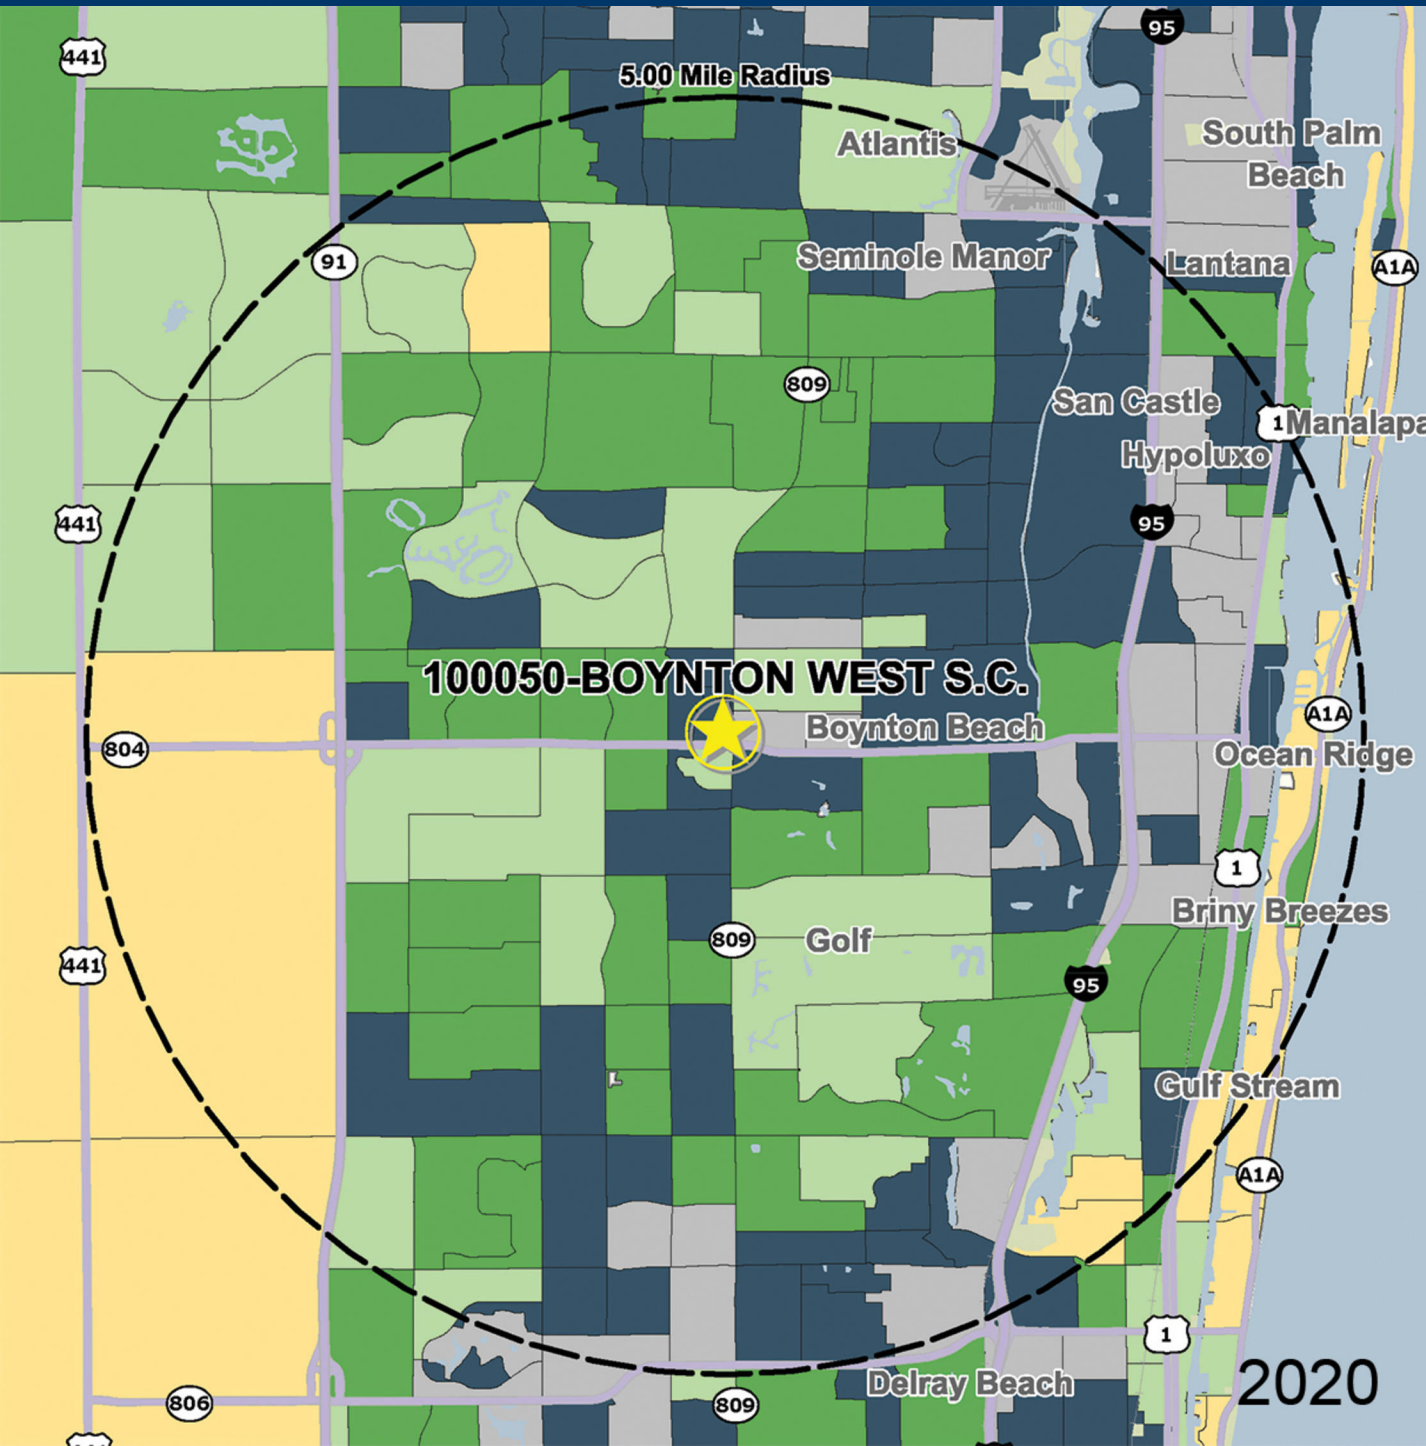 95
441
5.00 Mile Radius
South Palm
Beach
Atlantis
91
Seminole Manor
Lantana
A1A
809
San Castle
1
Manalapa
Hypoluxo
441
95
100050-BOYNTON WEST S.C.
A1A
Boynton Beach
804
Ocean Ridge
1
Briny Breezes
809
Golf
441
95
Gulf Stream
A1A
1
Delray Beach
2020
806
809